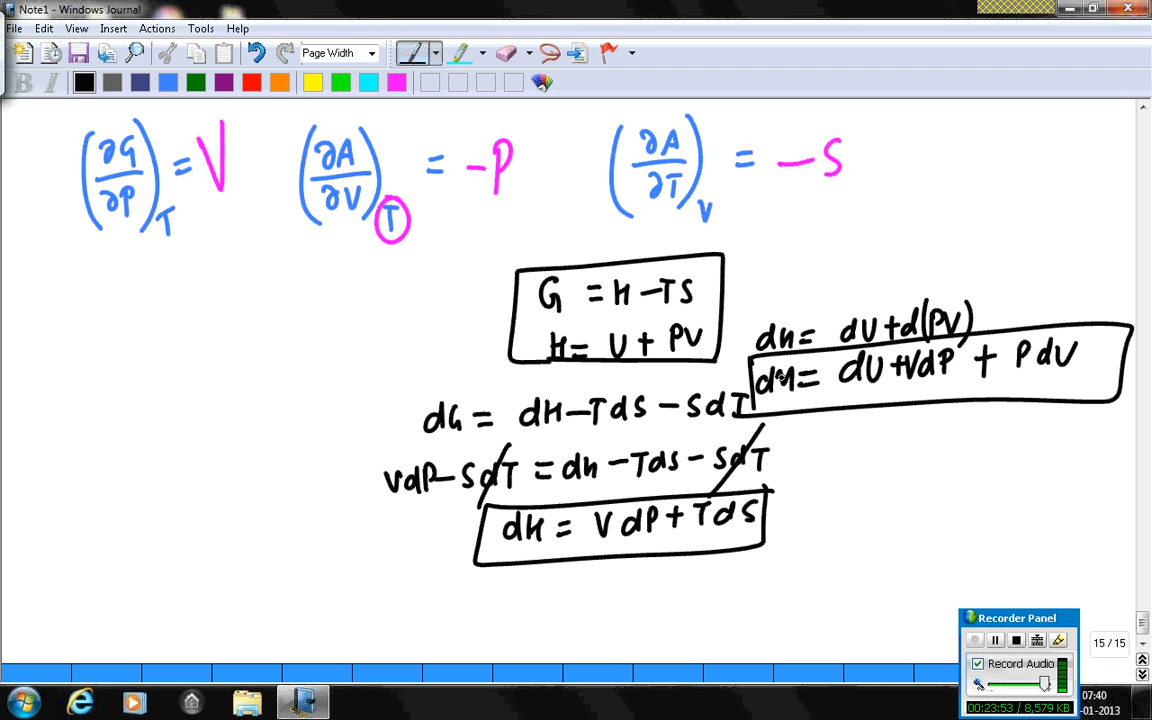 Note1 - Windows Journal
File Edit View Insert Actions Tools Help
Page Width
B I
(∂G/∂P)_T = V (∂A/∂V)_T = -P (∂A/∂T)_V = -S
G = H - TS
H = U + PV
dH = dU + d(PV)
dH = dU + VdP + PdV
dG = dH - TdS - SdT
VdP - SdT = dH - TdS - SdT
dH = VdP + TdS
Recorder Panel
Record Audio
00:23:53 / 8,579 KB
15 / 15
07:40
-01-2013